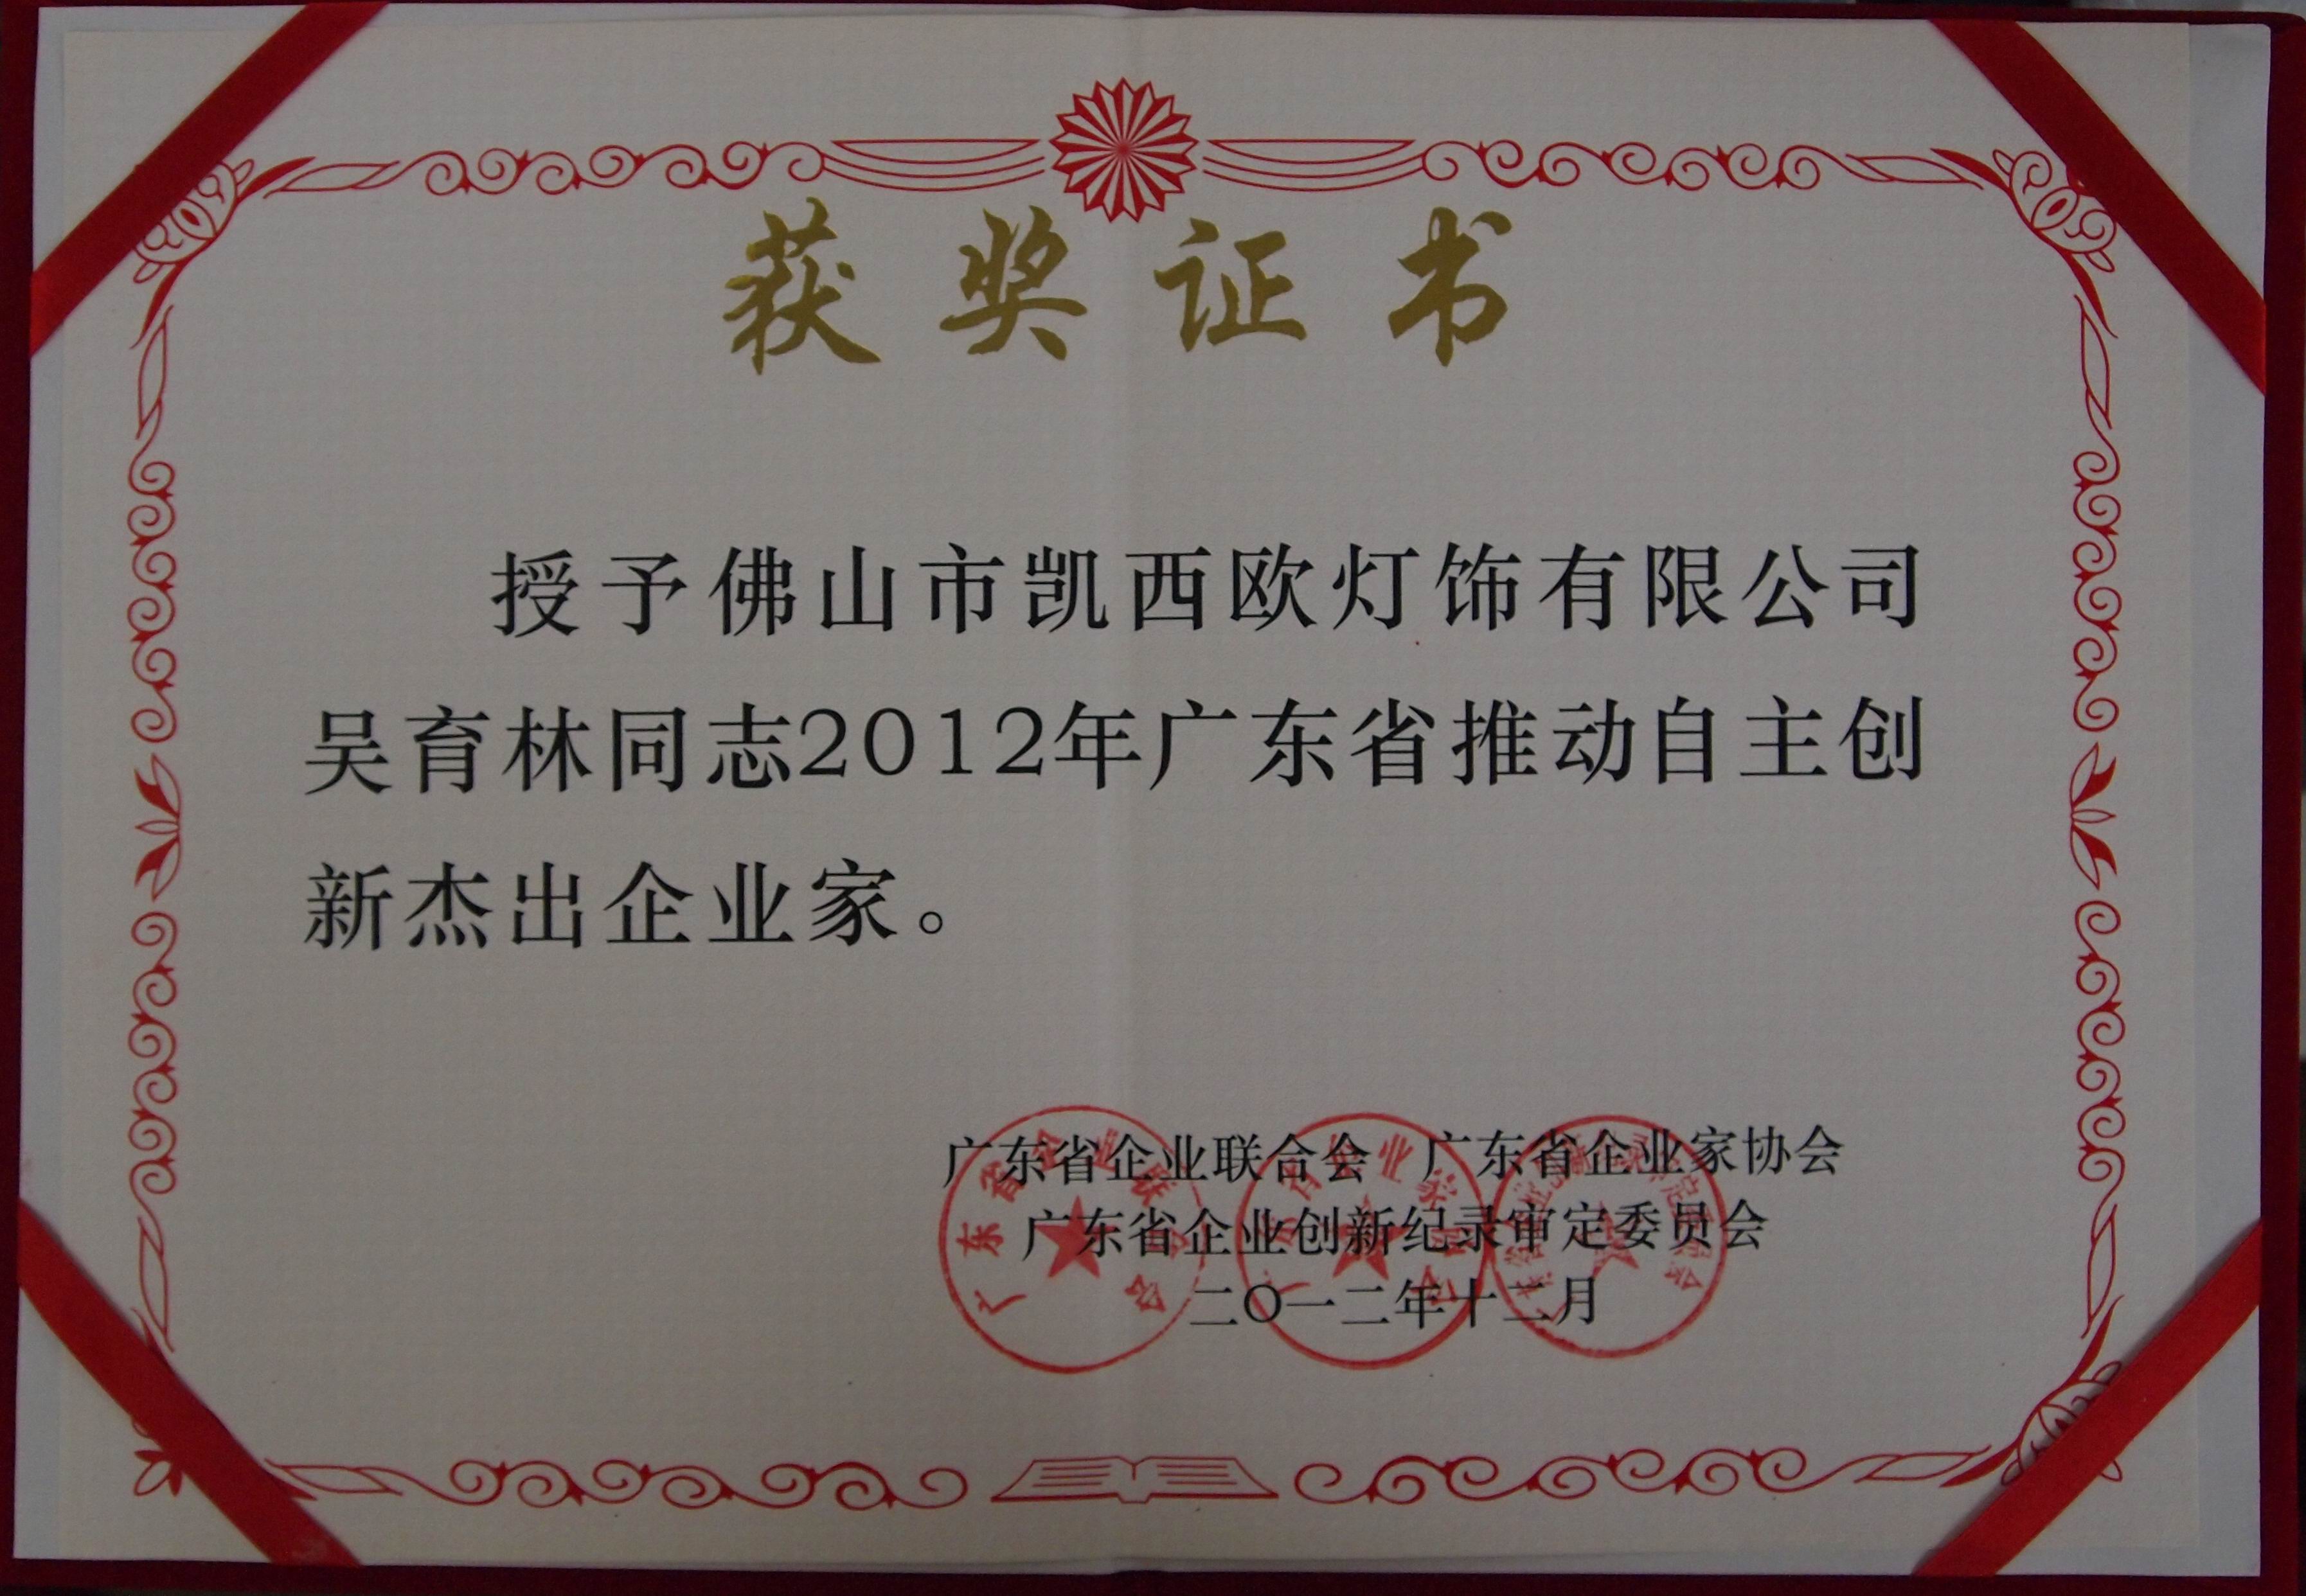 获奖证书
授予佛山市凯西欧灯饰有限公司
吴育林同志2012年广东省推动自主创
新杰出企业家。
广东省企业联合会 广东省企业家协会
广东省企业创新纪录审定委员会
二〇一二年十二月